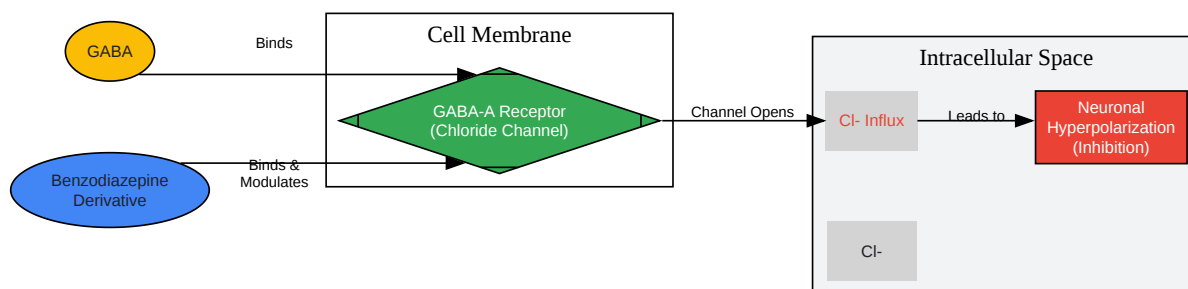 Cell Membrane
GABA
Binds
GABA-A Receptor
(Chloride Channel)
Benzodiazepine
Derivative
Binds &
Modulates
Channel Opens
Intracellular Space
Cl- Influx
Leads to
Neuronal
Hyperpolarization
(Inhibition)
Cl-